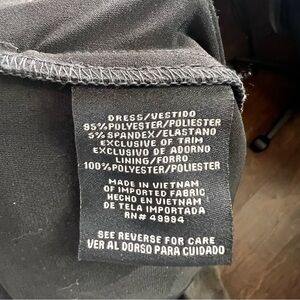 DRESS/VESTIDO
95% POLYESTER/POLIESTER
5% SPANDEX/ELASTANO
EXCLUSIVE OF TRIM
EXCLUSIVO DE ADORNO
LINING/FORRO
100% POLYESTER/POLIESTER
MADE IN VIETNAM
OF IMPORTED FABRIC
HECHO EN VIETNAM
DE TELA IMPORTADA
RN# 49994
SEE REVERSE FOR CARE
VER AL DORSO PARA CUIDADO